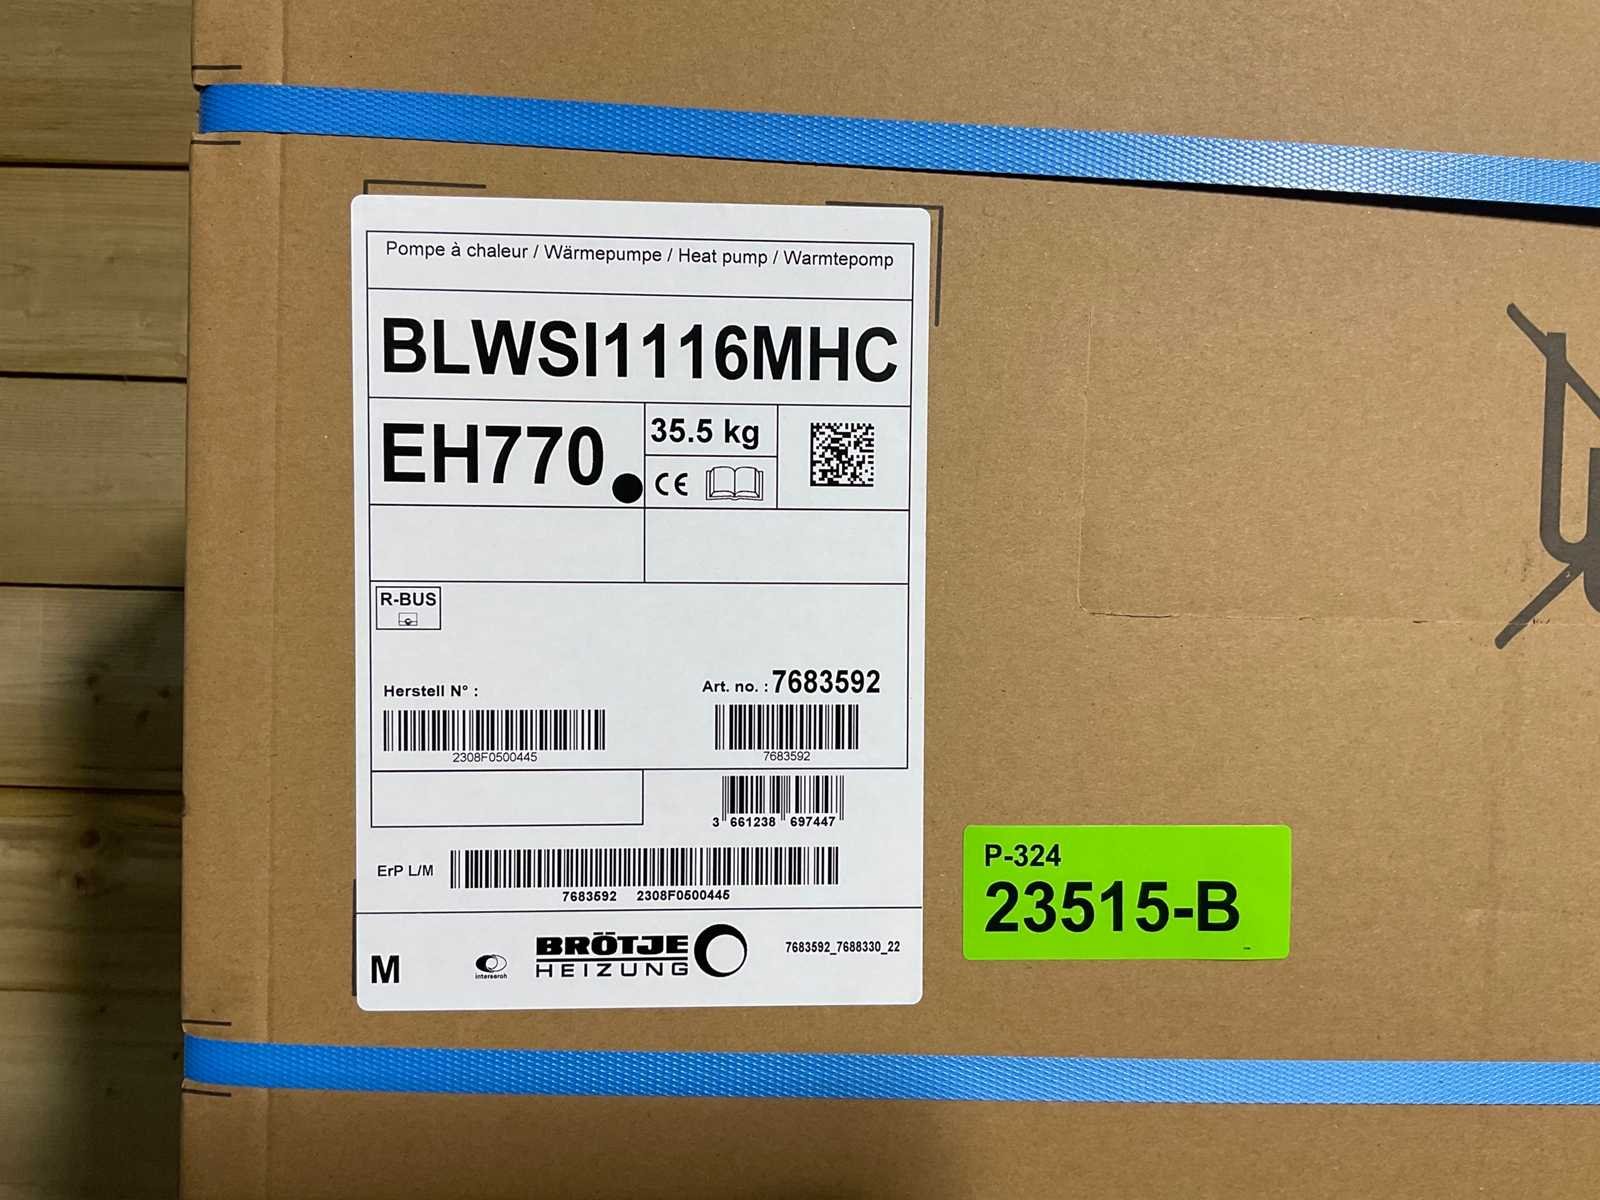 Pompe à chaleur / Wärmepumpe / Heat pump / Warmtepomp
BLWSI1116MHC
EH770.
35.5 kg
CE
R-BUS
Herstell N° :
2308F0500445
Art. no. : 7683592
7683592
3 661238 697447
ErP L/M
7683592 2308F0500445
M
interseroh
BRÖTJE
HEIZUNG
7683592_7688330_22
P-324
23515-B